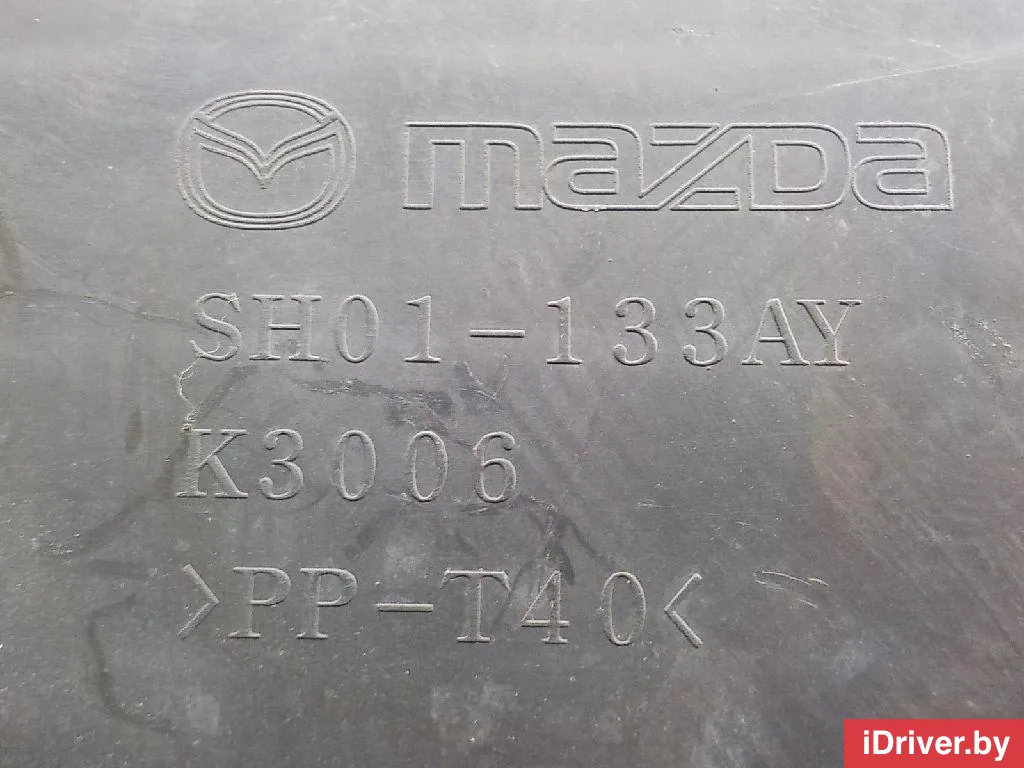 mazda
SH01-133AY
K3006
>PP-T40<
iDriver.by